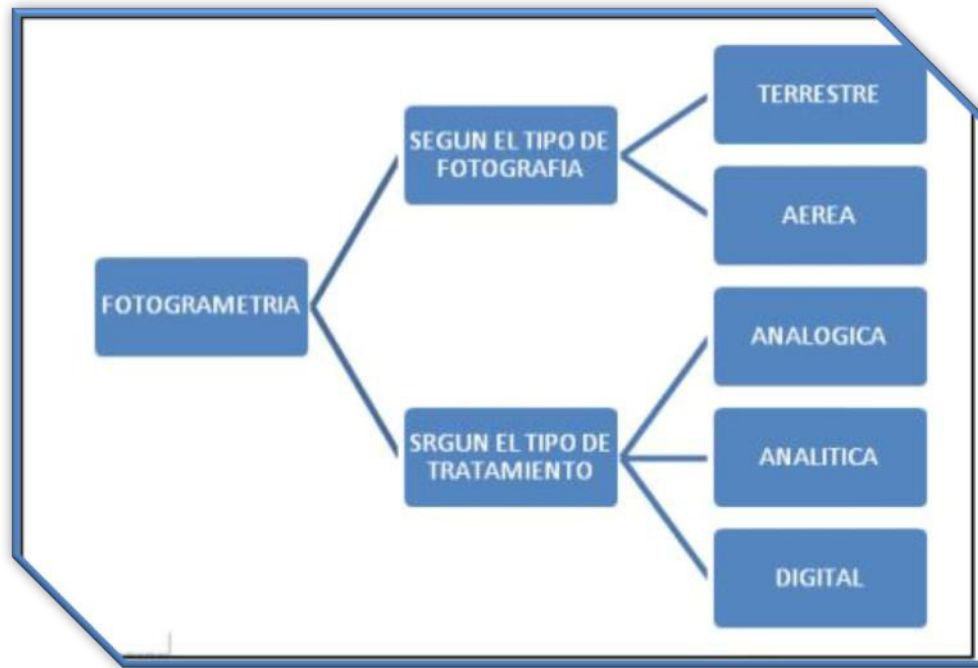 FOTOGRAMETRIA
SEGUN EL TIPO DE
FOTOGRAFIA
TERRESTRE
AEREA
SRGUN EL TIPO DE
TRATAMIENTO
ANALOGICA
ANALITICA
DIGITAL